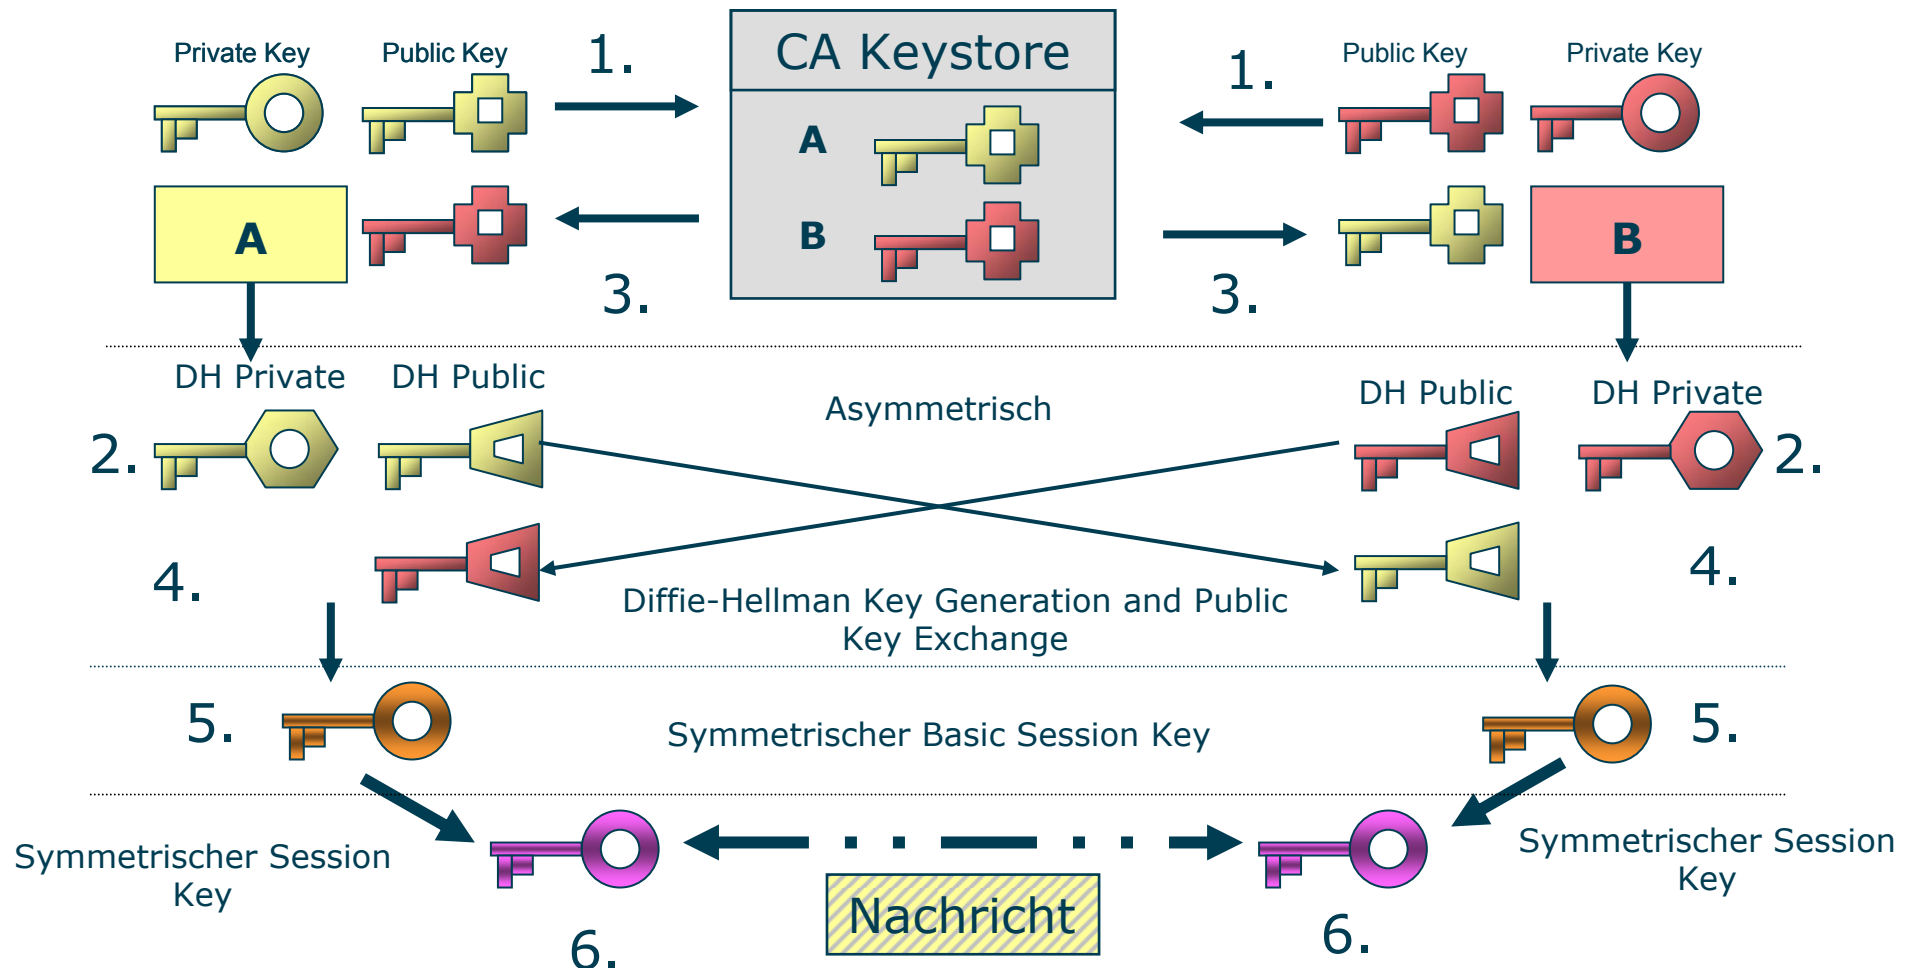 Private Key
Public Key
1.
CA Keystore
1.
Public Key
Private Key
A
B
A
B
3.
3.
DH Private
DH Public
Asymmetrisch
DH Public
DH Private
2.
2.
4.
4.
Diffie-Hellman Key Generation and Public
Key Exchange
5.
Symmetrischer Basic Session Key
5.
Symmetrischer Session
Key
Symmetrischer Session
Key
Nachricht
6.
6.